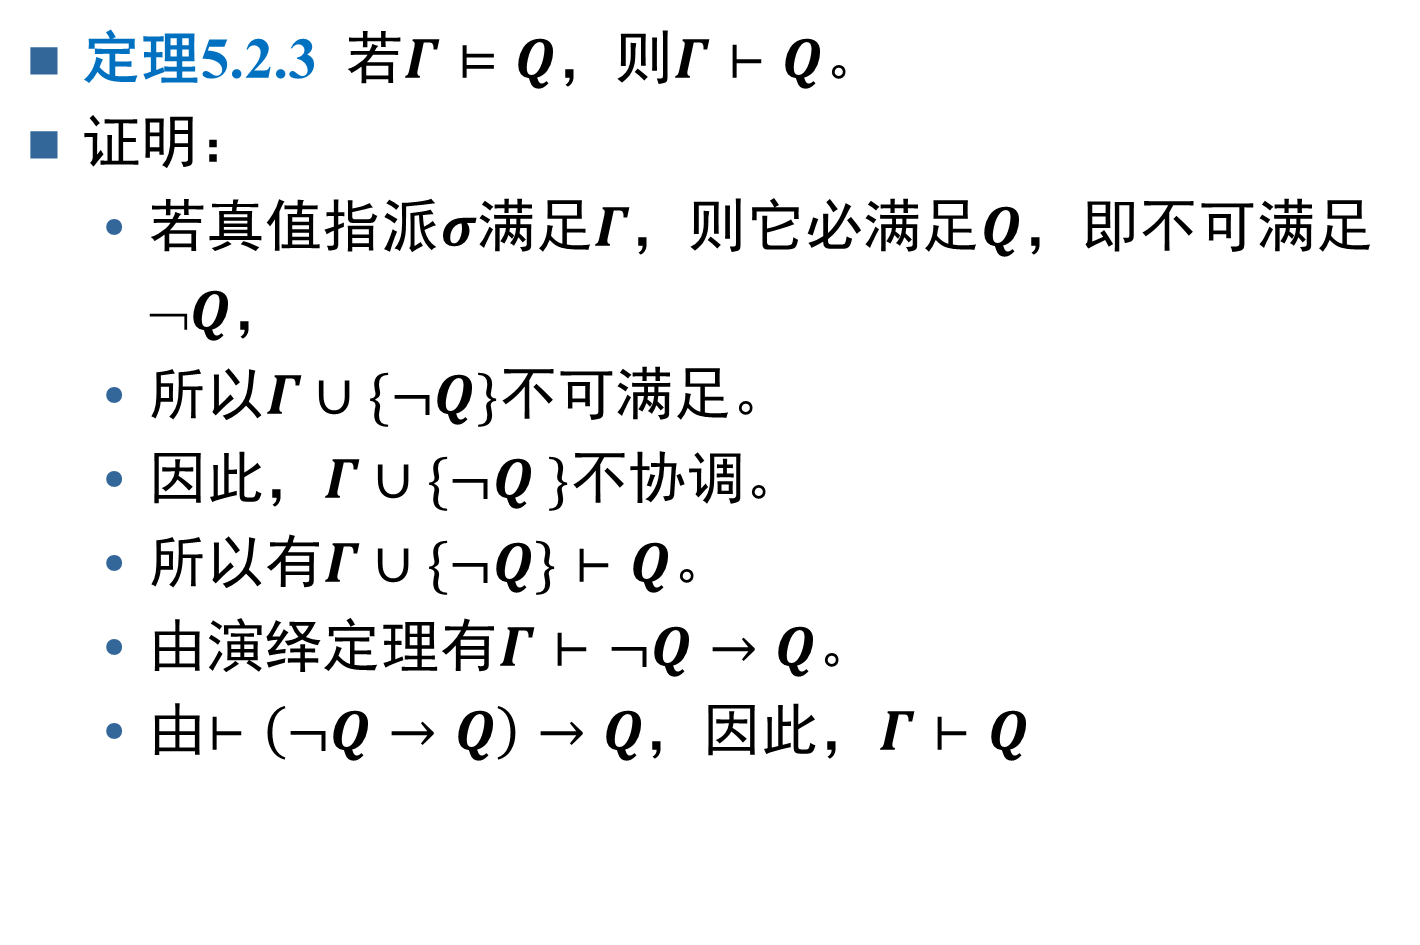 ■ 定理5.2.3 若Γ ⊨ Q，则Γ ⊢ Q。
■ 证明：
• 若真值指派σ满足Γ，则它必满足Q，即不可满足
¬Q，
• 所以Γ ∪ {¬Q}不可满足。
• 因此，Γ ∪ {¬Q }不协调。
• 所以有Γ ∪ {¬Q} ⊢ Q。
• 由演绎定理有Γ ⊢ ¬Q → Q。
• 由⊢ (¬Q → Q) → Q，因此，Γ ⊢ Q